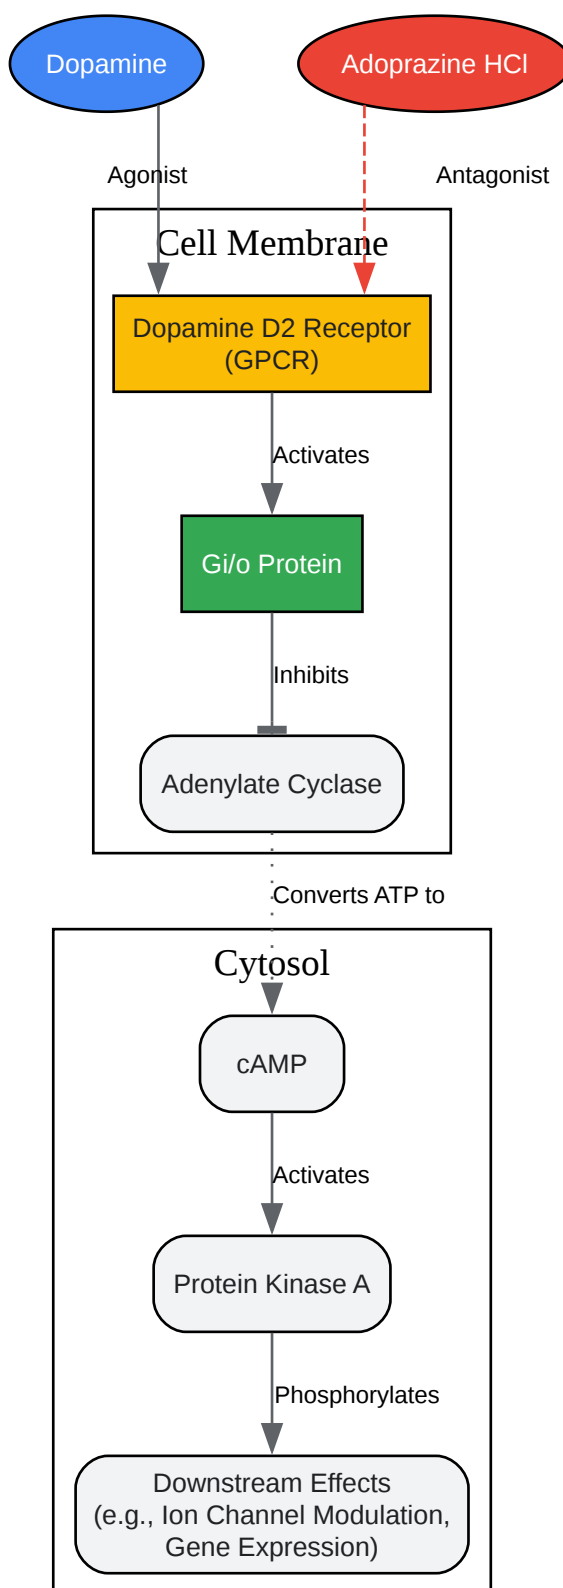 Dopamine
Adoprazine HCl
Agonist
Antagonist
Cell Membrane
Dopamine D2 Receptor
(GPCR)
Activates
Gi/o Protein
Inhibits
Adenylate Cyclase
Converts ATP to
Cytosol
cAMP
Activates
Protein Kinase A
Phosphorylates
Downstream Effects
(e.g., Ion Channel Modulation,
Gene Expression)